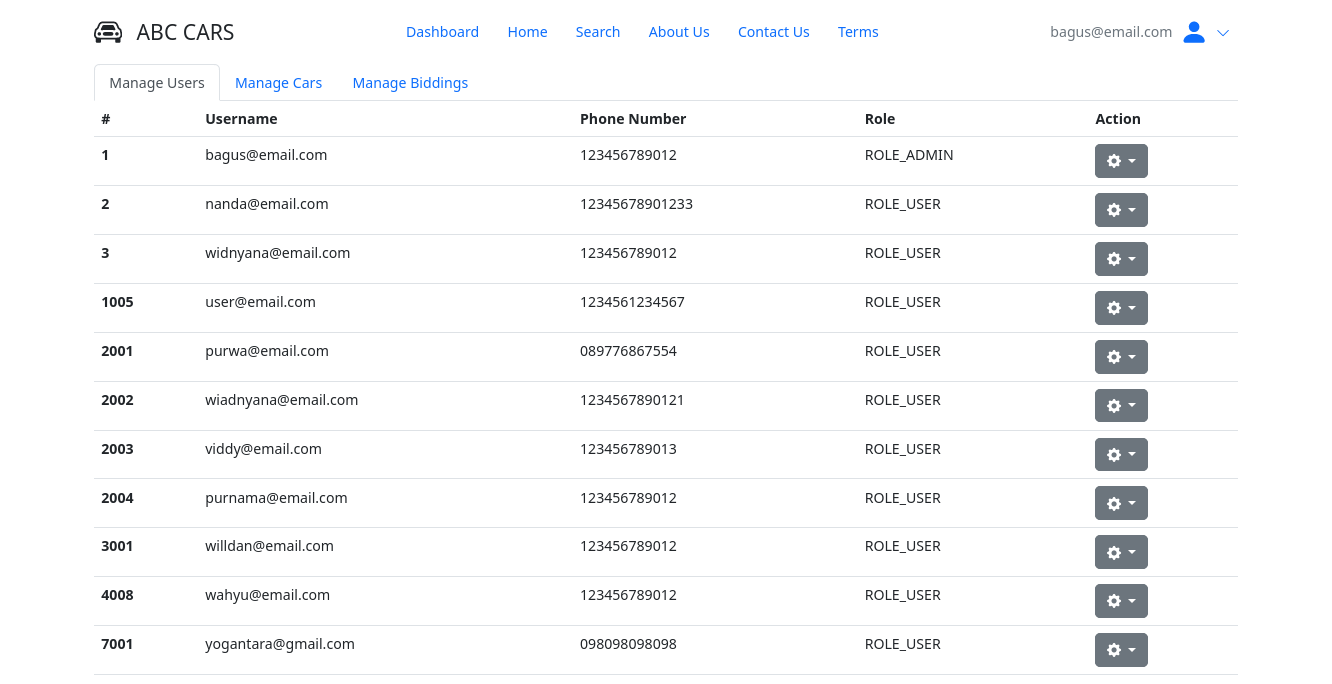 ABC CARS Dashboard Home Search About Us Contact Us Terms bagus@email.com
Manage Users Manage Cars Manage Biddings
# Username Phone Number Role Action
1 bagus@email.com 123456789012 ROLE_ADMIN
2 nanda@email.com 12345678901233 ROLE_USER
3 widnyana@email.com 123456789012 ROLE_USER
1005 user@email.com 1234561234567 ROLE_USER
2001 purwa@email.com 089776867554 ROLE_USER
2002 wiadnyana@email.com 1234567890121 ROLE_USER
2003 viddy@email.com 123456789013 ROLE_USER
2004 purnama@email.com 123456789012 ROLE_USER
3001 willdan@email.com 123456789012 ROLE_USER
4008 wahyu@email.com 123456789012 ROLE_USER
7001 yogantara@gmail.com 098098098098 ROLE_USER